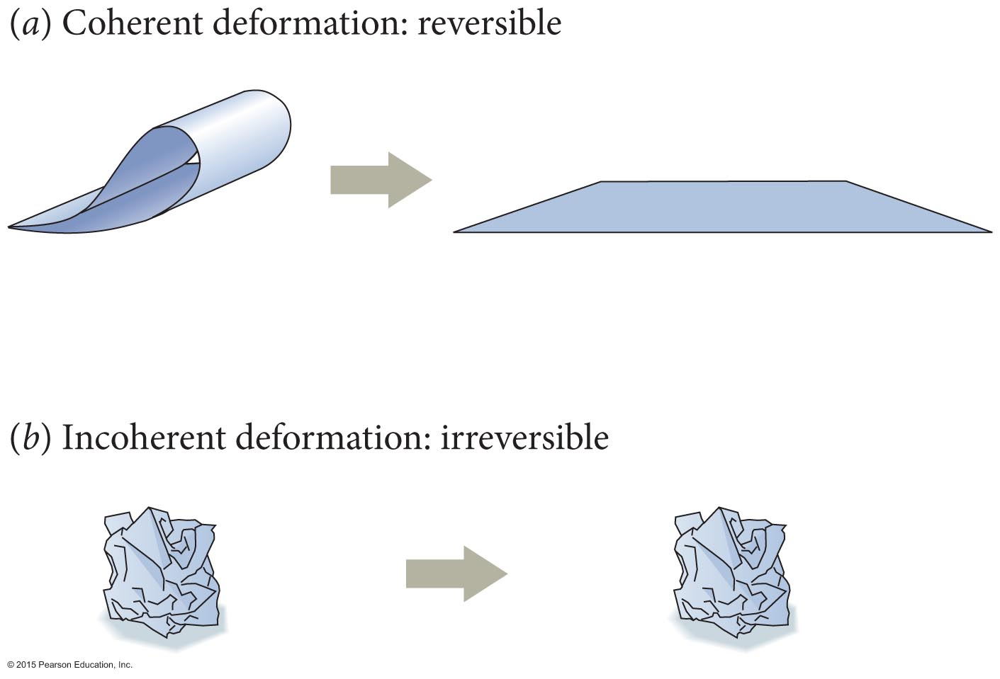 (a) Coherent deformation: reversible
(b) Incoherent deformation: irreversible
© 2015 Pearson Education, Inc.